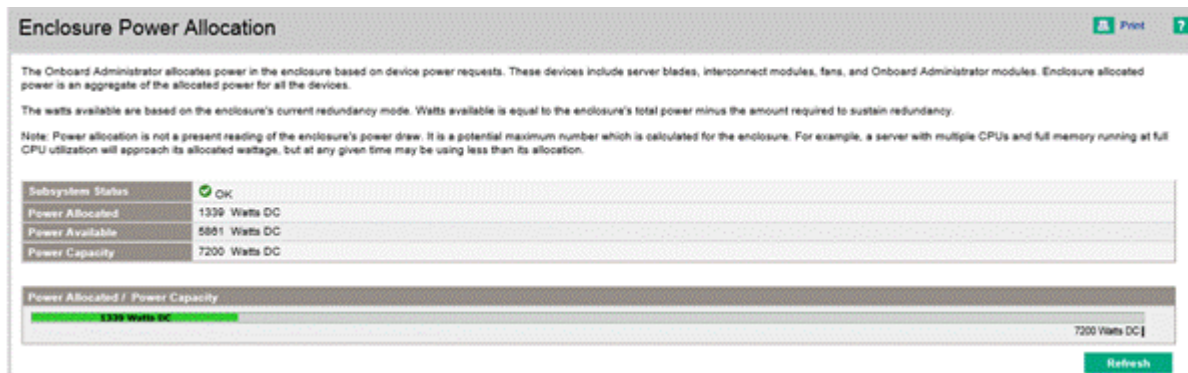 Enclosure Power Allocation
Print
?
The Onboard Administrator allocates power in the enclosure based on device power requests. These devices include server blades, interconnect modules, fans, and Onboard Administrator modules. Enclosure allocated
power is an aggregate of the allocated power for all the devices.
The watts available are based on the enclosure's current redundancy mode. Watts available is equal to the enclosure's total power minus the amount required to sustain redundancy.
Note: Power allocation is not a present reading of the enclosure's power draw. It is a potential maximum number which is calculated for the enclosure. For example, a server with multiple CPUs and full memory running at full
CPU utilization will approach its allocated wattage, but at any given time may be using less than its allocation.
Subsystem Status OK
Power Allocated 1339 Watts DC
Power Available 5861 Watts DC
Power Capacity 7200 Watts DC
Power Allocated / Power Capacity
1339 Watts DC
7200 Watts DC
Refresh